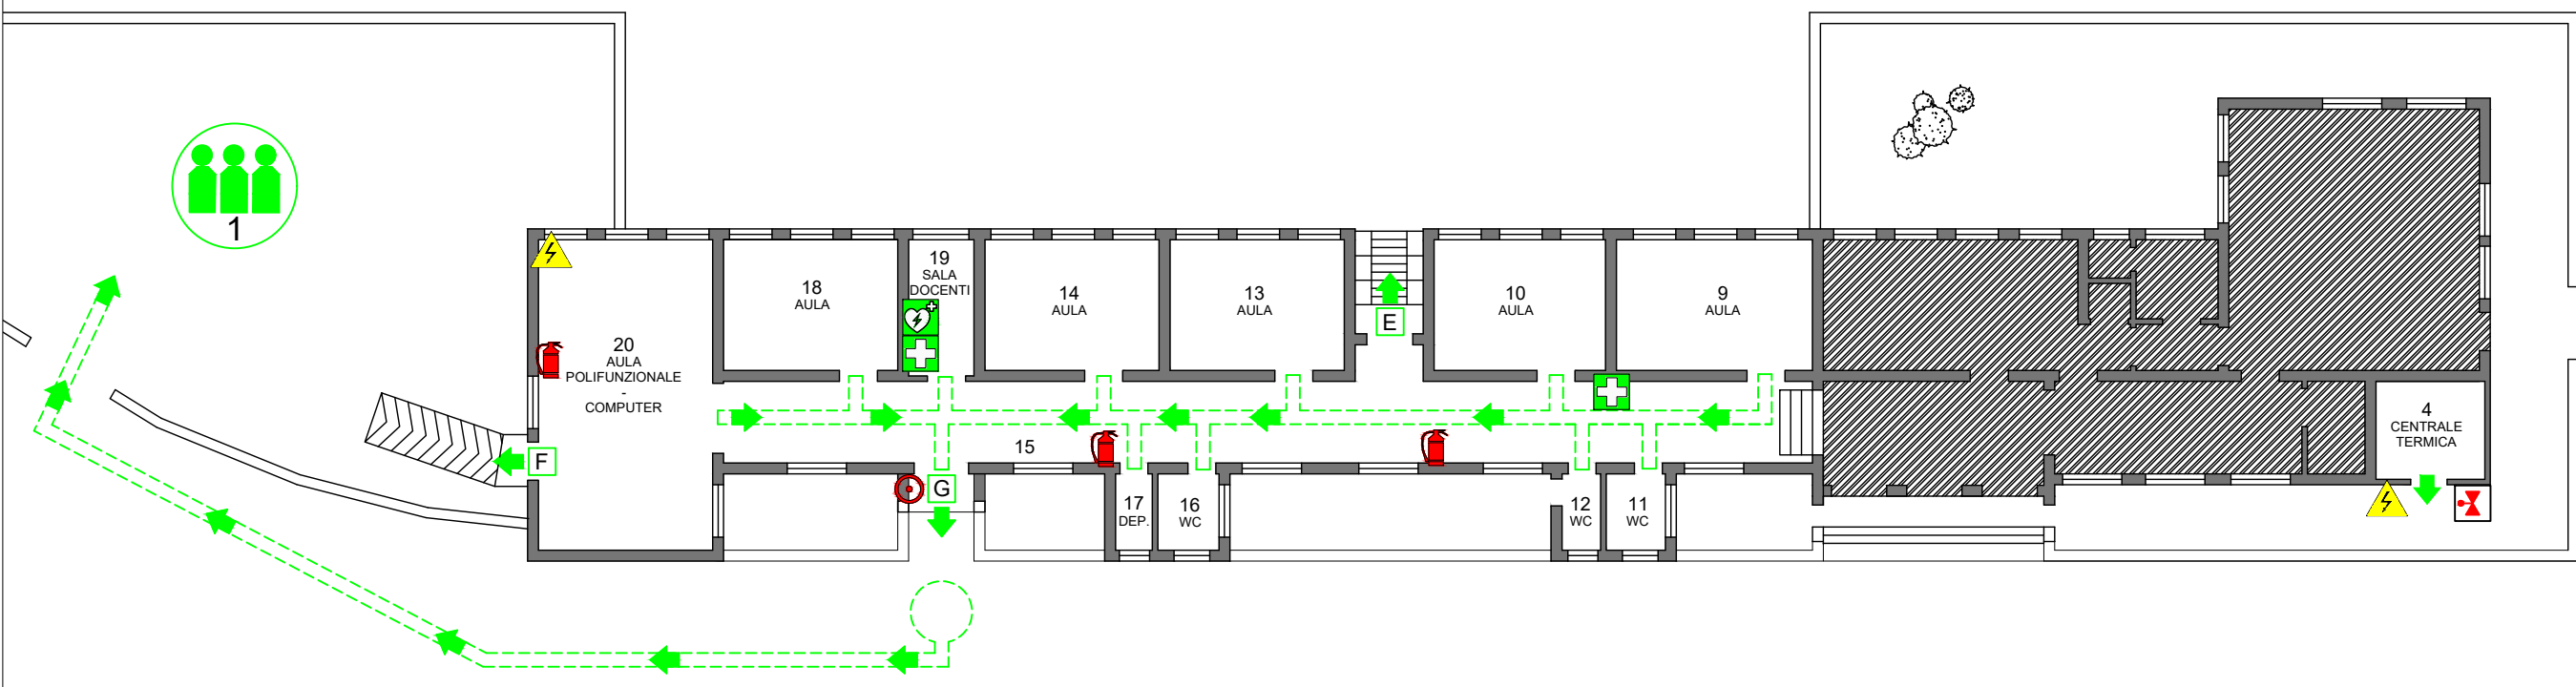 1
19
SALA
DOCENTI
18
AULA
14
AULA
13
AULA
10
AULA
9
AULA
E
20
AULA
POLIFUNZIONALE
-
COMPUTER
4
CENTRALE
TERMICA
15
F
G
17
DEP.
16
WC
12
WC
11
WC